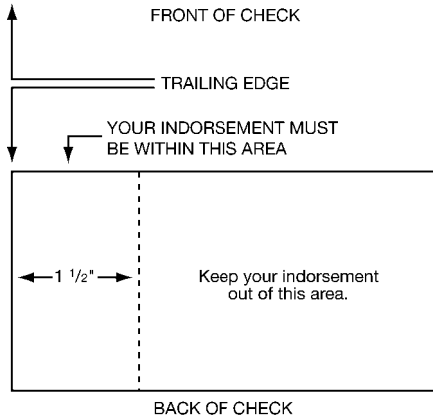 FRONT OF CHECK
TRAILING EDGE
YOUR INDORSEMENT MUST
BE WITHIN THIS AREA
1 1/2"
Keep your indorsement
out of this area.
BACK OF CHECK